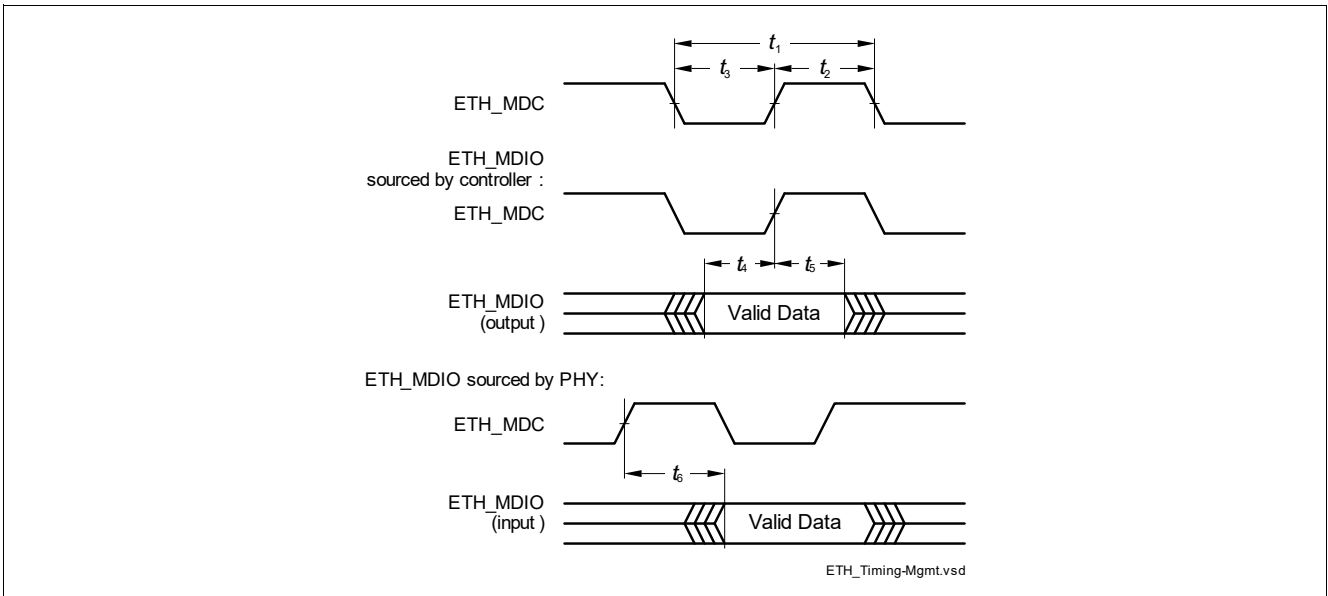 t1
t3
t2
ETH_MDC
ETH_MDIO
sourced by controller :
ETH_MDC
t4
t5
ETH_MDIO
(output )
Valid Data
ETH_MDIO sourced by PHY:
ETH_MDC
t6
ETH_MDIO
(input )
Valid Data
ETH_Timing-Mgmt.vsd